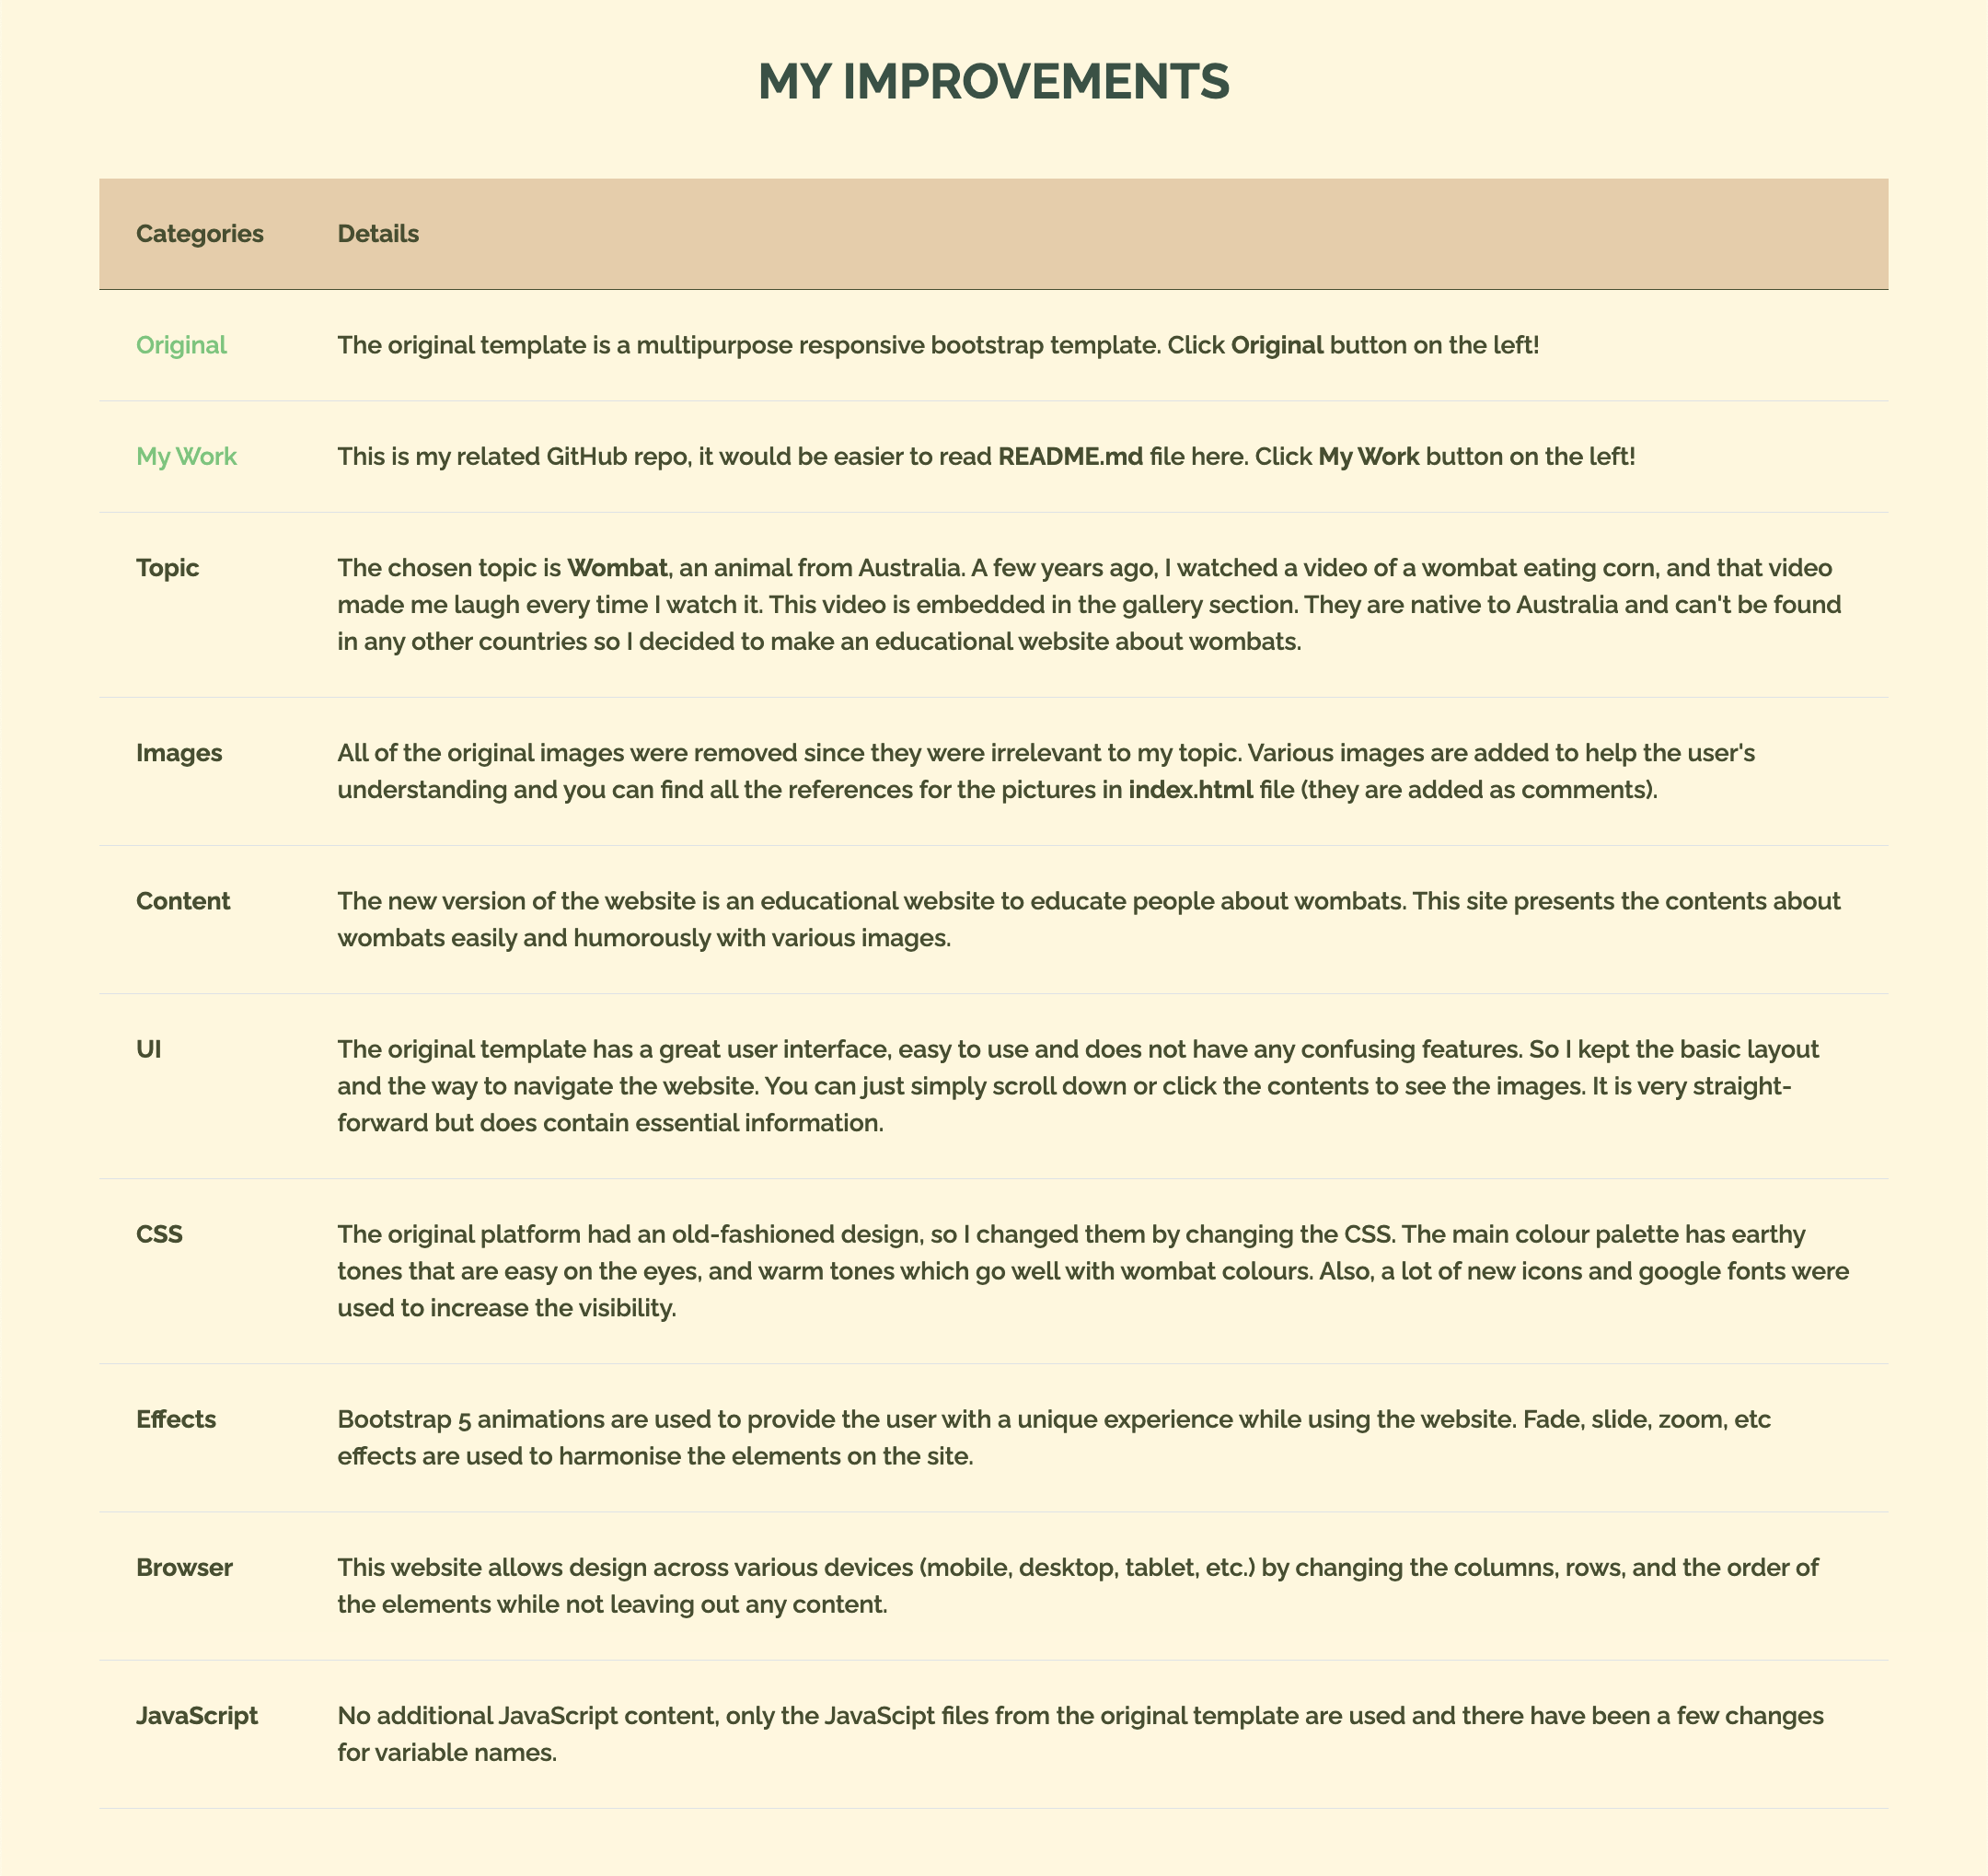 MY IMPROVEMENTS
Categories Details
Original The original template is a multipurpose responsive bootstrap template. Click Original button on the left!
My Work This is my related GitHub repo, it would be easier to read README.md file here. Click My Work button on the left!
Topic The chosen topic is Wombat, an animal from Australia. A few years ago, I watched a video of a wombat eating corn, and that video
made me laugh every time I watch it. This video is embedded in the gallery section. They are native to Australia and can't be found
in any other countries so I decided to make an educational website about wombats.
Images All of the original images were removed since they were irrelevant to my topic. Various images are added to help the user's
understanding and you can find all the references for the pictures in index.html file (they are added as comments).
Content The new version of the website is an educational website to educate people about wombats. This site presents the contents about
wombats easily and humorously with various images.
UI The original template has a great user interface, easy to use and does not have any confusing features. So I kept the basic layout
and the way to navigate the website. You can just simply scroll down or click the contents to see the images. It is very straight-
forward but does contain essential information.
CSS The original platform had an old-fashioned design, so I changed them by changing the CSS. The main colour palette has earthy
tones that are easy on the eyes, and warm tones which go well with wombat colours. Also, a lot of new icons and google fonts were
used to increase the visibility.
Effects Bootstrap 5 animations are used to provide the user with a unique experience while using the website. Fade, slide, zoom, etc
effects are used to harmonise the elements on the site.
Browser This website allows design across various devices (mobile, desktop, tablet, etc.) by changing the columns, rows, and the order of
the elements while not leaving out any content.
JavaScript No additional JavaScript content, only the JavaScipt files from the original template are used and there have been a few changes
for variable names.